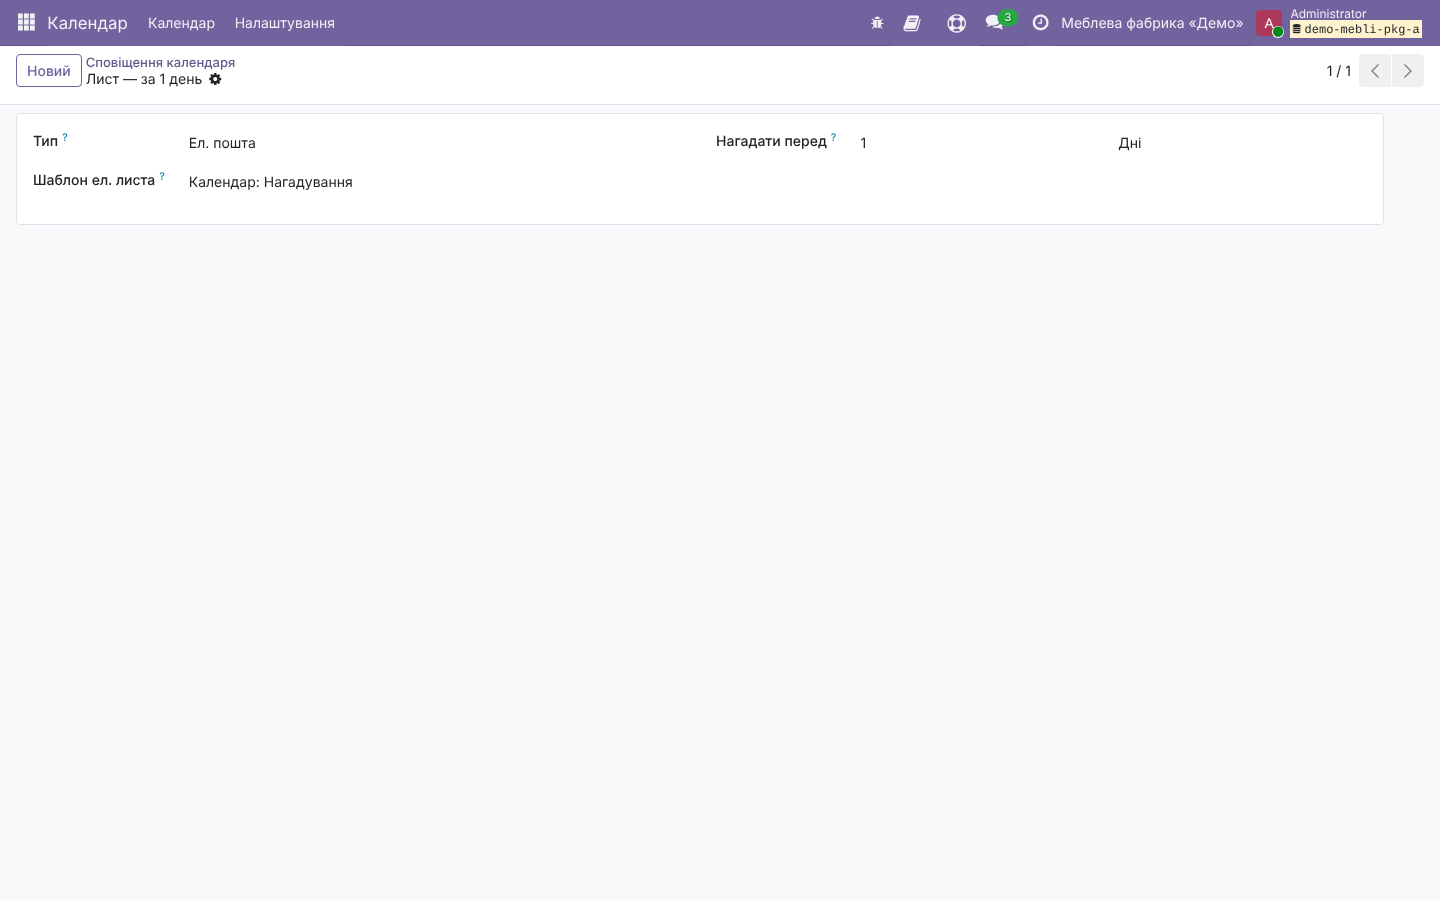 Календар Календар Налаштування 3 Меблева фабрика «Демо» A Administrator
demo-mebli-pkg-a
Новий Сповіщення календаря
Лист — за 1 день 1 / 1
Тип ? Ел. пошта Нагадати перед ? 1 Дні
Шаблон ел. листа ? Календар: Нагадування